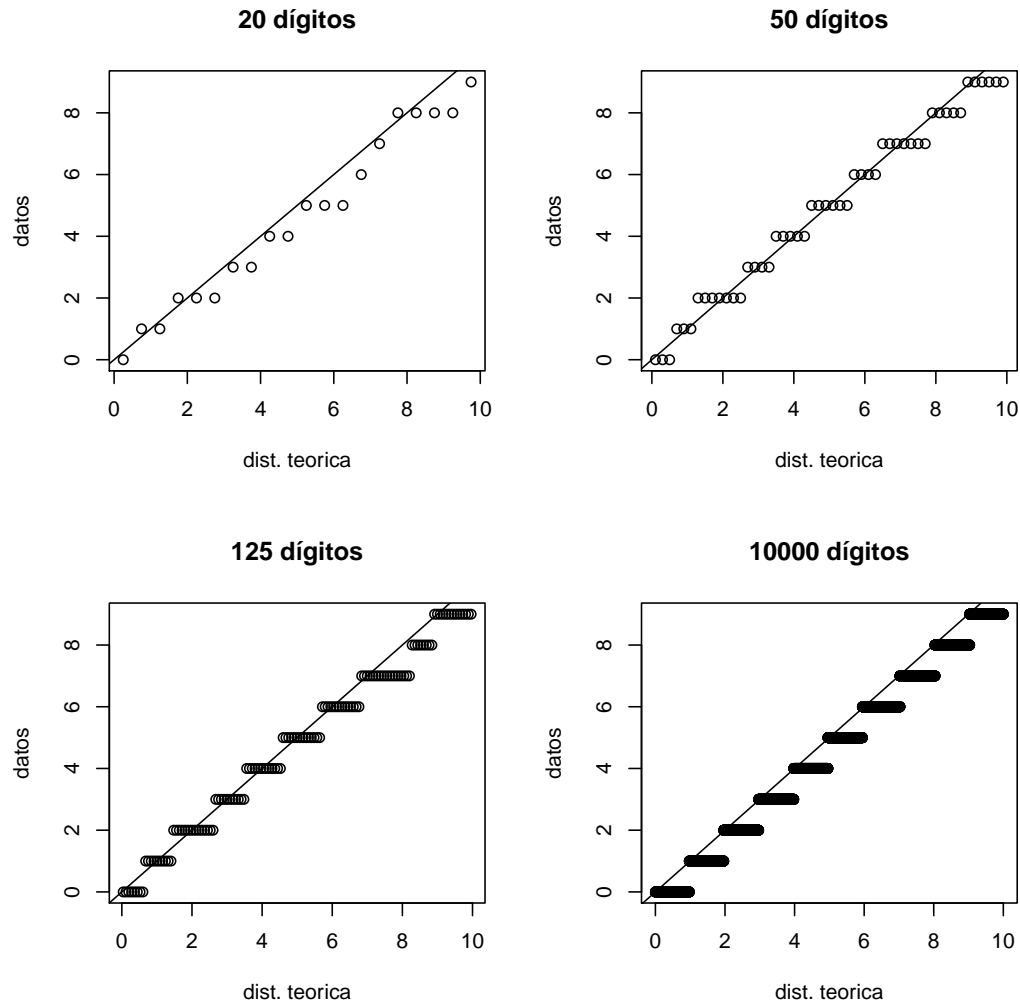 20 dígitos
datos
0 2 4 6 8
0 2 4 6 8 10
dist. teorica
50 dígitos
datos
0 2 4 6 8
0 2 4 6 8 10
dist. teorica
125 dígitos
datos
0 2 4 6 8
0 2 4 6 8 10
dist. teorica
10000 dígitos
datos
0 2 4 6 8
0 2 4 6 8 10
dist. teorica